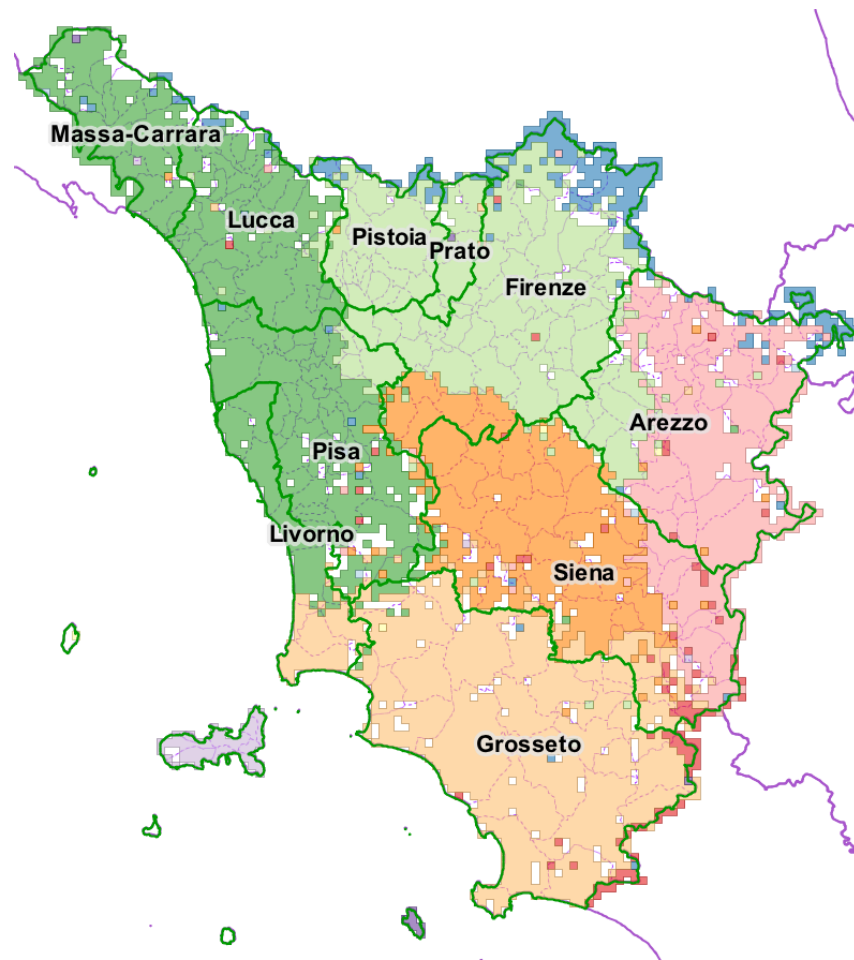 Massa-Carrara
Lucca
Pistoia
Prato
Firenze
Arezzo
Pisa
Livorno
Siena
Grosseto